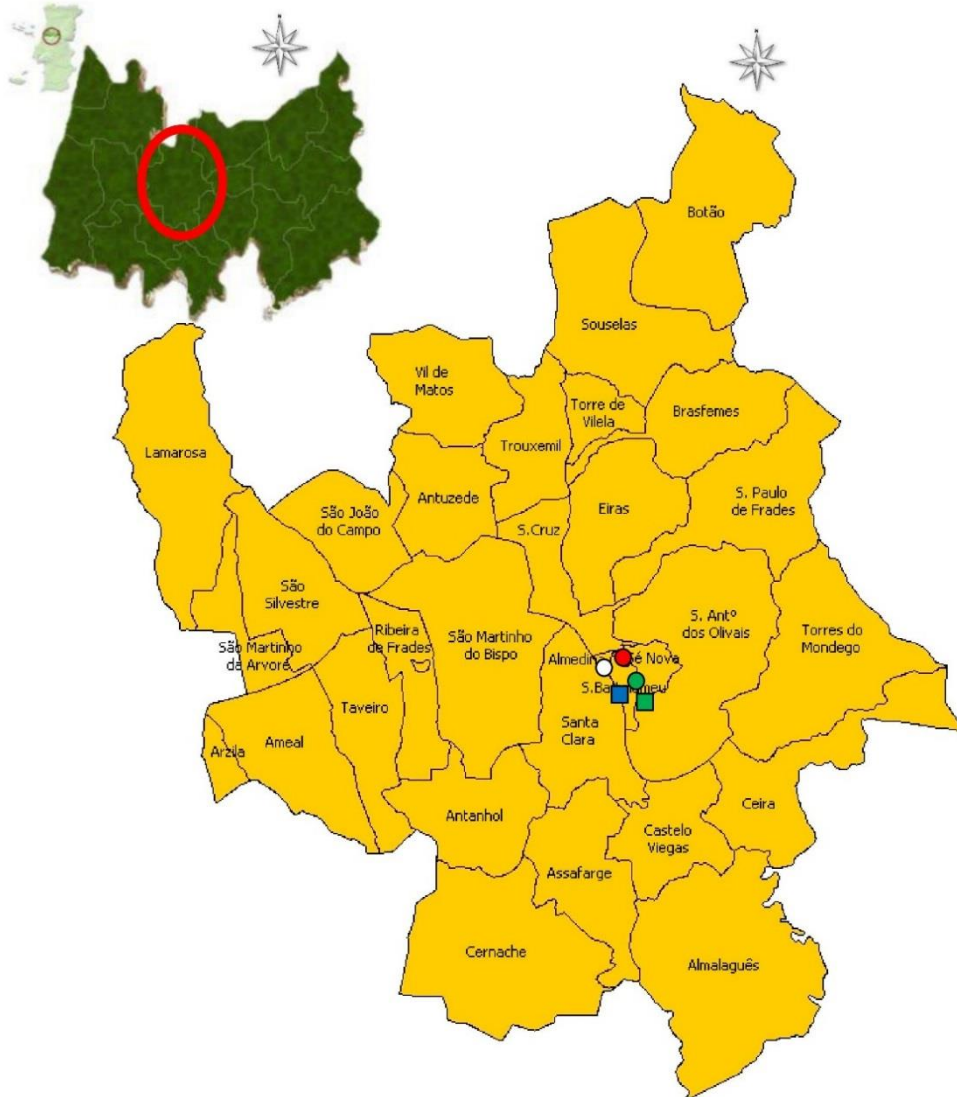 Botão
Souselas
Vil de
Matos
Torre de
Vilela
Brasfemes
Lamarosa
Trouxemil
Antuzede
S. Paulo
de Frades
São João
do Campo
Eiras
S.Cruz
São
Silvestre
S. Antº
dos Olivais
Ribeira
de Frades
São Martinho
do Bispo
Torres do
Mondego
São Martinho
da Arvore
Nova
Taveiro
Santa
Clara
Ameal
Arzila
Ceira
Antanhol
Castelo
Viegas
Assafarge
Cernache
Almalaguês